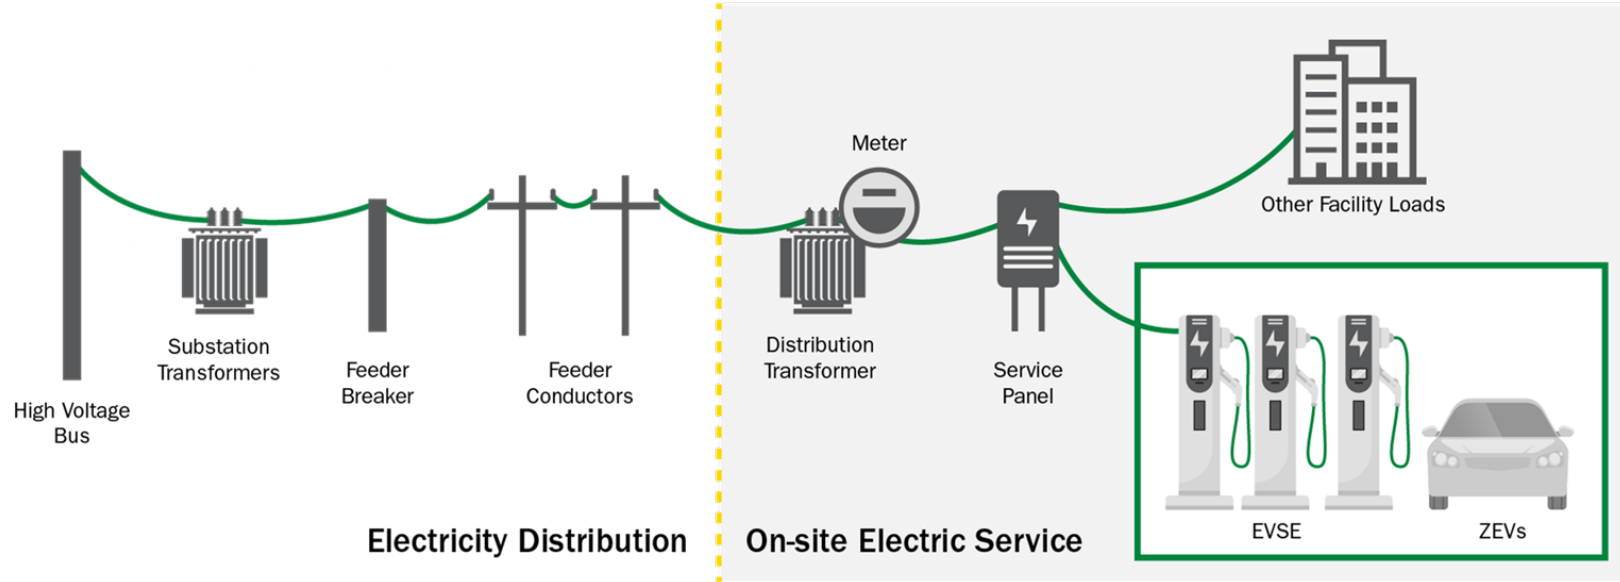 High Voltage
Bus
Substation
Transformers
Feeder
Breaker
Feeder
Conductors
Electricity Distribution
Meter
Distribution
Transformer
Service
Panel
Other Facility Loads
EVSE
ZEVs
On-site Electric Service